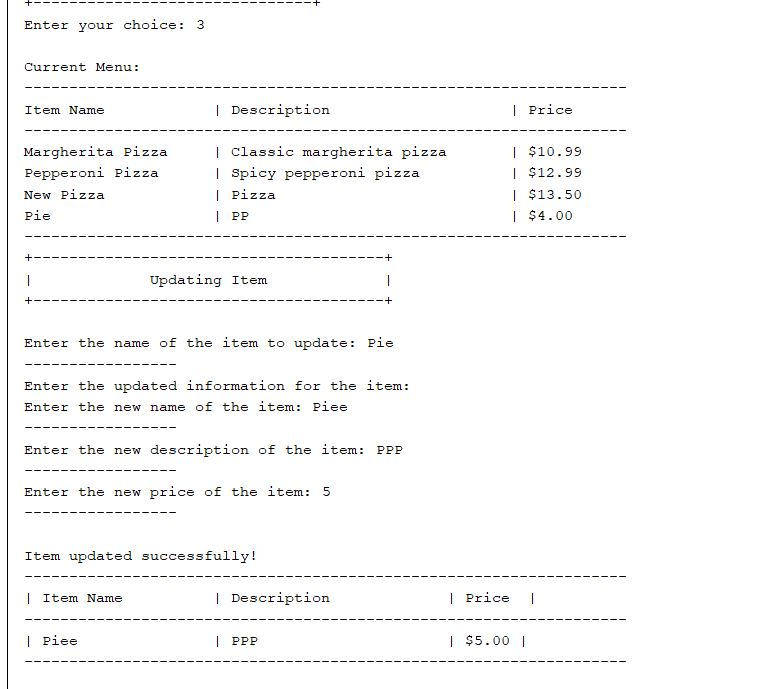 +-------------------------------+
Enter your choice: 3
Current Menu:
-------------------------------------------------------------------
Item Name            | Description                    | Price
-------------------------------------------------------------------
Margherita Pizza     | Classic margherita pizza       | $10.99
Pepperoni Pizza      | Spicy pepperoni pizza          | $12.99
New Pizza            | Pizza                          | $13.50
Pie                  | PP                             | $4.00
-------------------------------------------------------------------
+---------------------------------------+
|             Updating Item             |
+---------------------------------------+
Enter the name of the item to update: Pie
-----------------
Enter the updated information for the item:
Enter the new name of the item: Piee
-----------------
Enter the new description of the item: PPP
-----------------
Enter the new price of the item: 5
-----------------
Item updated successfully!
-------------------------------------------------------------------
| Item Name          | Description             | Price  |
-------------------------------------------------------------------
| Piee               | PPP                     | $5.00 |
-------------------------------------------------------------------